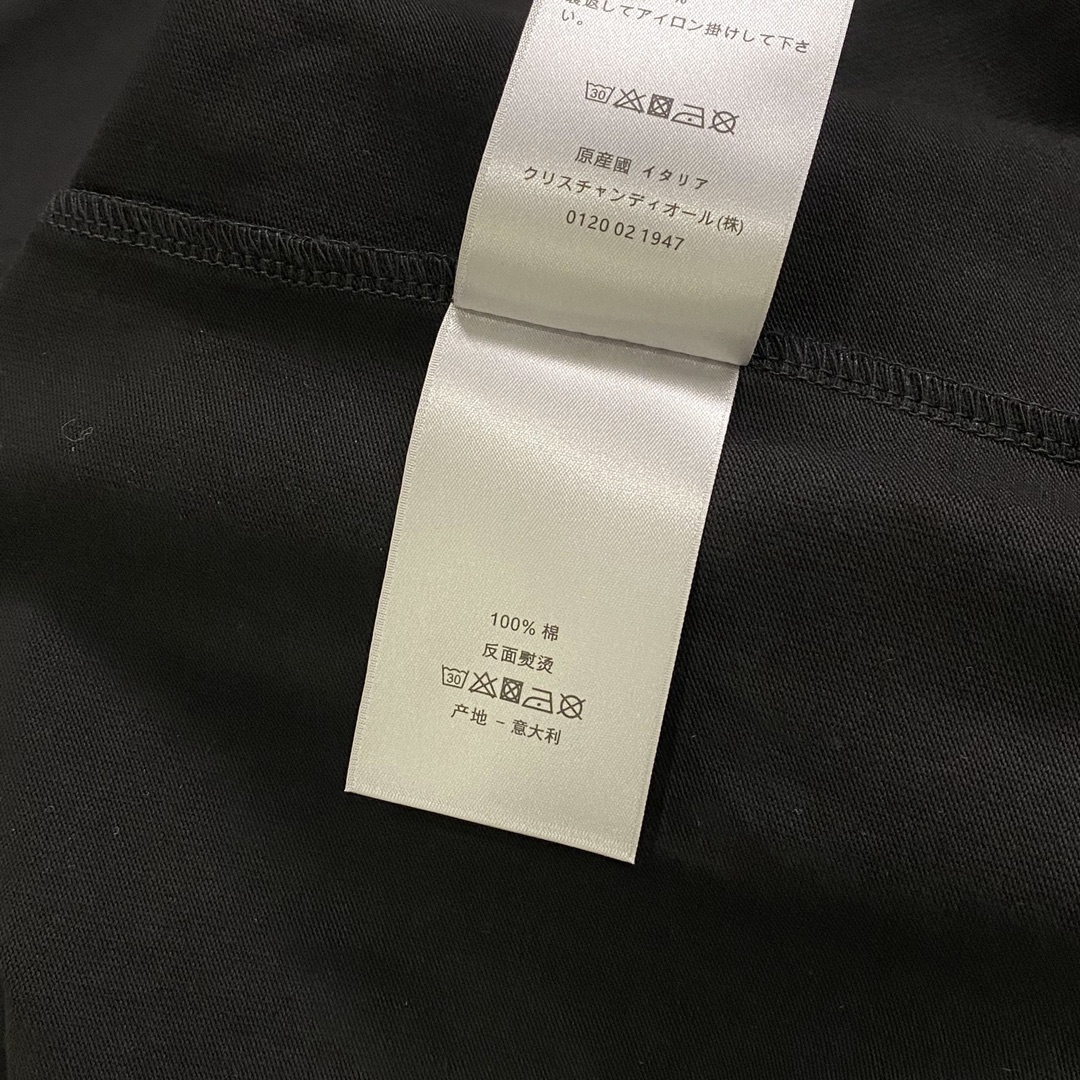 %
裏返してアイロン掛けして下さ
い。
30
原産國 イタリア
クリスチャンディオール(株)
0120 02 1947
100% 棉
反面熨烫
30
产地 - 意大利